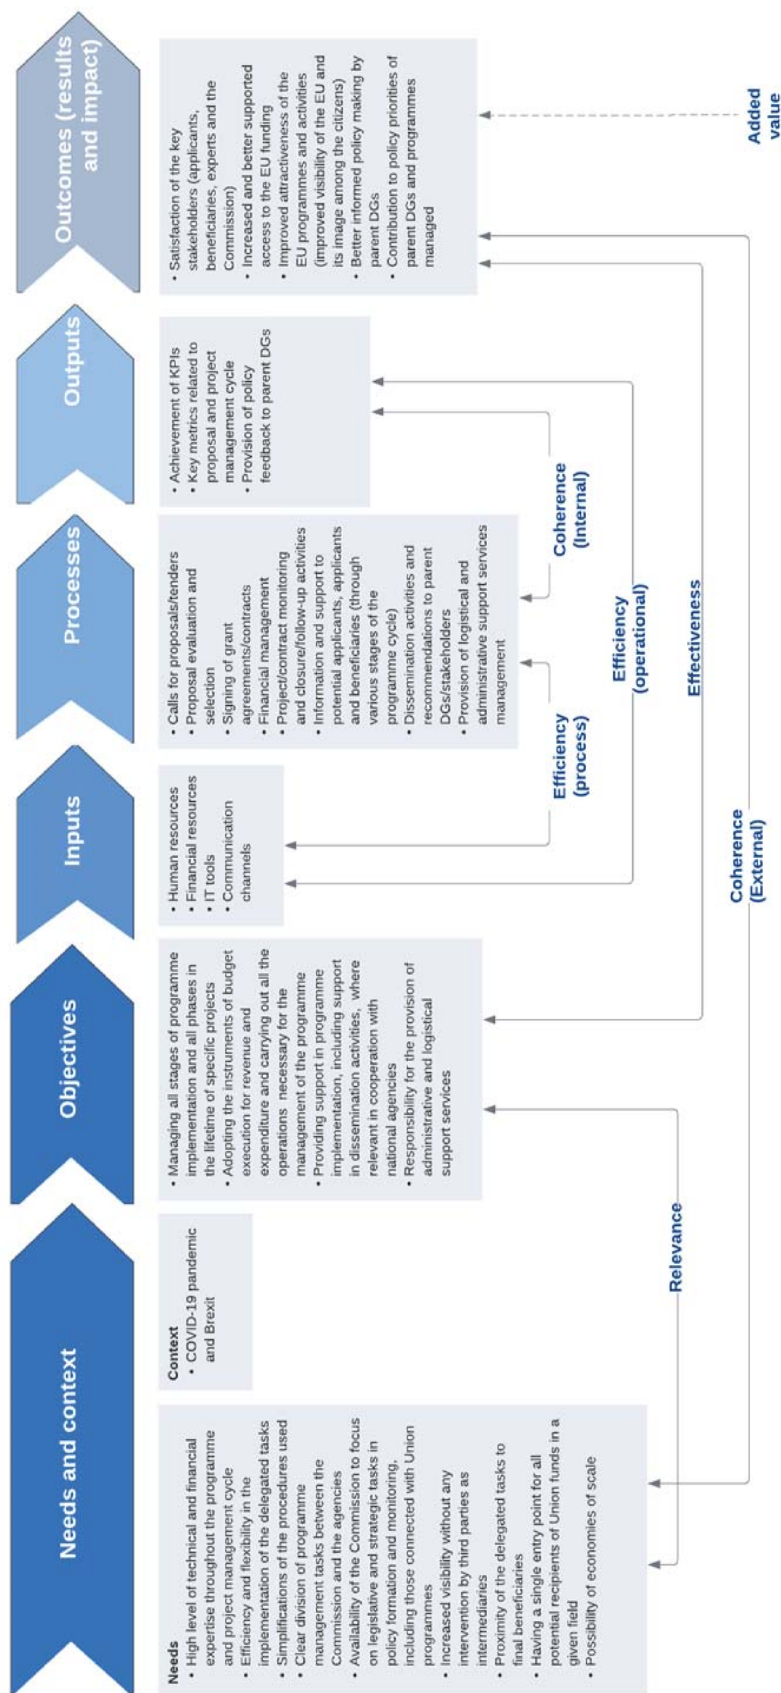 Needs and context
Objectives
Inputs
Processes
Outputs
Outcomes (results
and impact)
Needs
• High level of technical and financial
expertise throughout the programme
and project management cycle
• Efficiency and flexibility in the
implementation of the delegated tasks
• Simplifications of the procedures used
• Clear division of programme
management tasks between the
Commission and the agencies
• Availability of the Commission to focus
on legislative and strategic tasks in
policy formation and monitoring,
including those connected with Union
programmes
• Increased visibility without any
intervention by third parties as
intermediaries
• Proximity of the delegated tasks to
final beneficiaries
• Having a single entry point for all
potential recipients of Union funds in a
given field
• Possibility of economies of scale
Context
• COVID-19 pandemic
and Brexit
• Managing all stages of programme
implementation and all phases in
the lifetime of specific projects
• Adopting the instruments of budget
execution for revenue and
expenditure and carrying out all the
operations necessary for the
management of the programme
• Providing support in programme
implementation, including support
in dissemination activities, where
relevant in cooperation with
national agencies
• Responsibility for the provision of
administrative and logistical
support services
• Human resources
• Financial resources
• IT tools
• Communication
channels
• Calls for proposals/tenders
• Proposal evaluation and
selection
• Signing of grant
agreements/contracts
• Financial management
• Project/contract monitoring
and closure/follow-up activities
• Information and support to
potential applicants, applicants
and beneficiaries (through
various stages of the
programme cycle)
• Dissemination activities and
recommendations to parent
DGs/stakeholders
• Provision of logistical and
administrative support services
management
• Achievement of KPIs
• Key metrics related to
proposal and project
management cycle
• Provision of policy
feedback to parent DGs
• Satisfaction of the key
stakeholders (applicants,
beneficiaries, experts and the
Commission)
• Increased and better supported
access to the EU funding
• Improved attractiveness of the
EU programmes and activities
(improved visibility of the EU and
its image among the citizens)
• Better informed policy making by
parent DGs
• Contribution to policy priorities of
parent DGs and programmes
managed
Efficiency
(process)
Coherence
(Internal)
Efficiency
(operational)
Relevance
Effectiveness
Coherence
(External)
Added
value